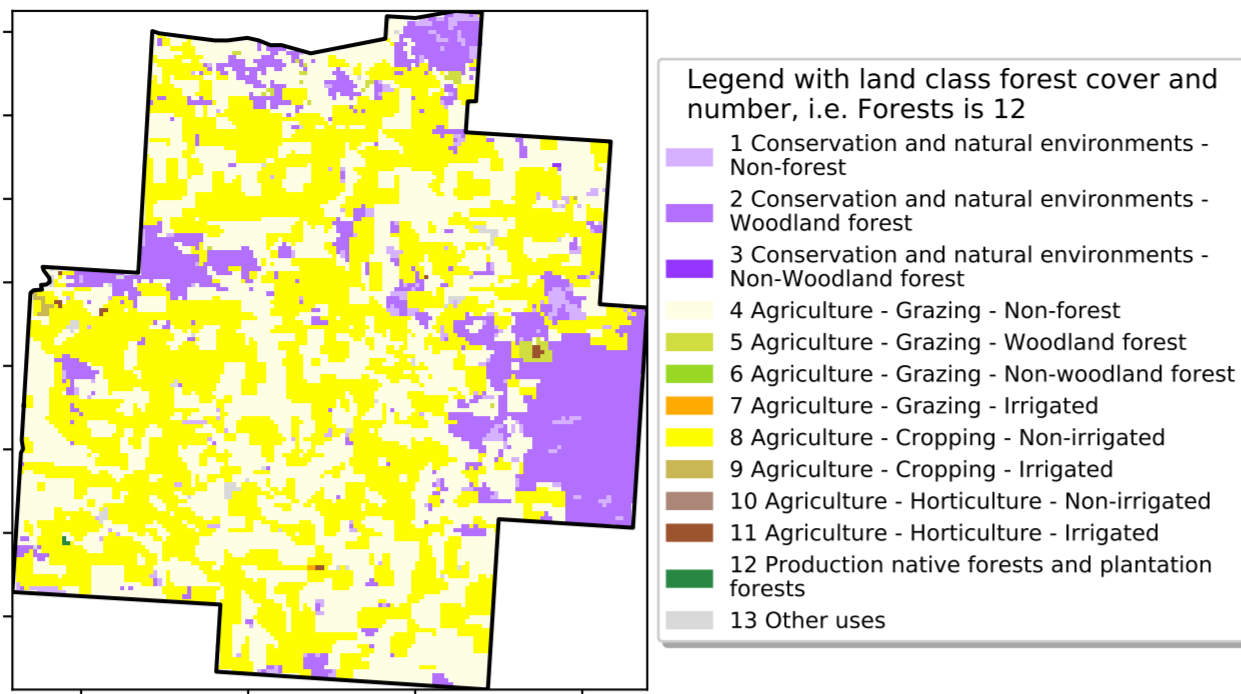 Legend with land class forest cover and
number, i.e. Forests is 12
1 Conservation and natural environments -
Non-forest
2 Conservation and natural environments -
Woodland forest
3 Conservation and natural environments -
Non-Woodland forest
4 Agriculture - Grazing - Non-forest
5 Agriculture - Grazing - Woodland forest
6 Agriculture - Grazing - Non-woodland forest
7 Agriculture - Grazing - Irrigated
8 Agriculture - Cropping - Non-irrigated
9 Agriculture - Cropping - Irrigated
10 Agriculture - Horticulture - Non-irrigated
11 Agriculture - Horticulture - Irrigated
12 Production native forests and plantation
forests
13 Other uses